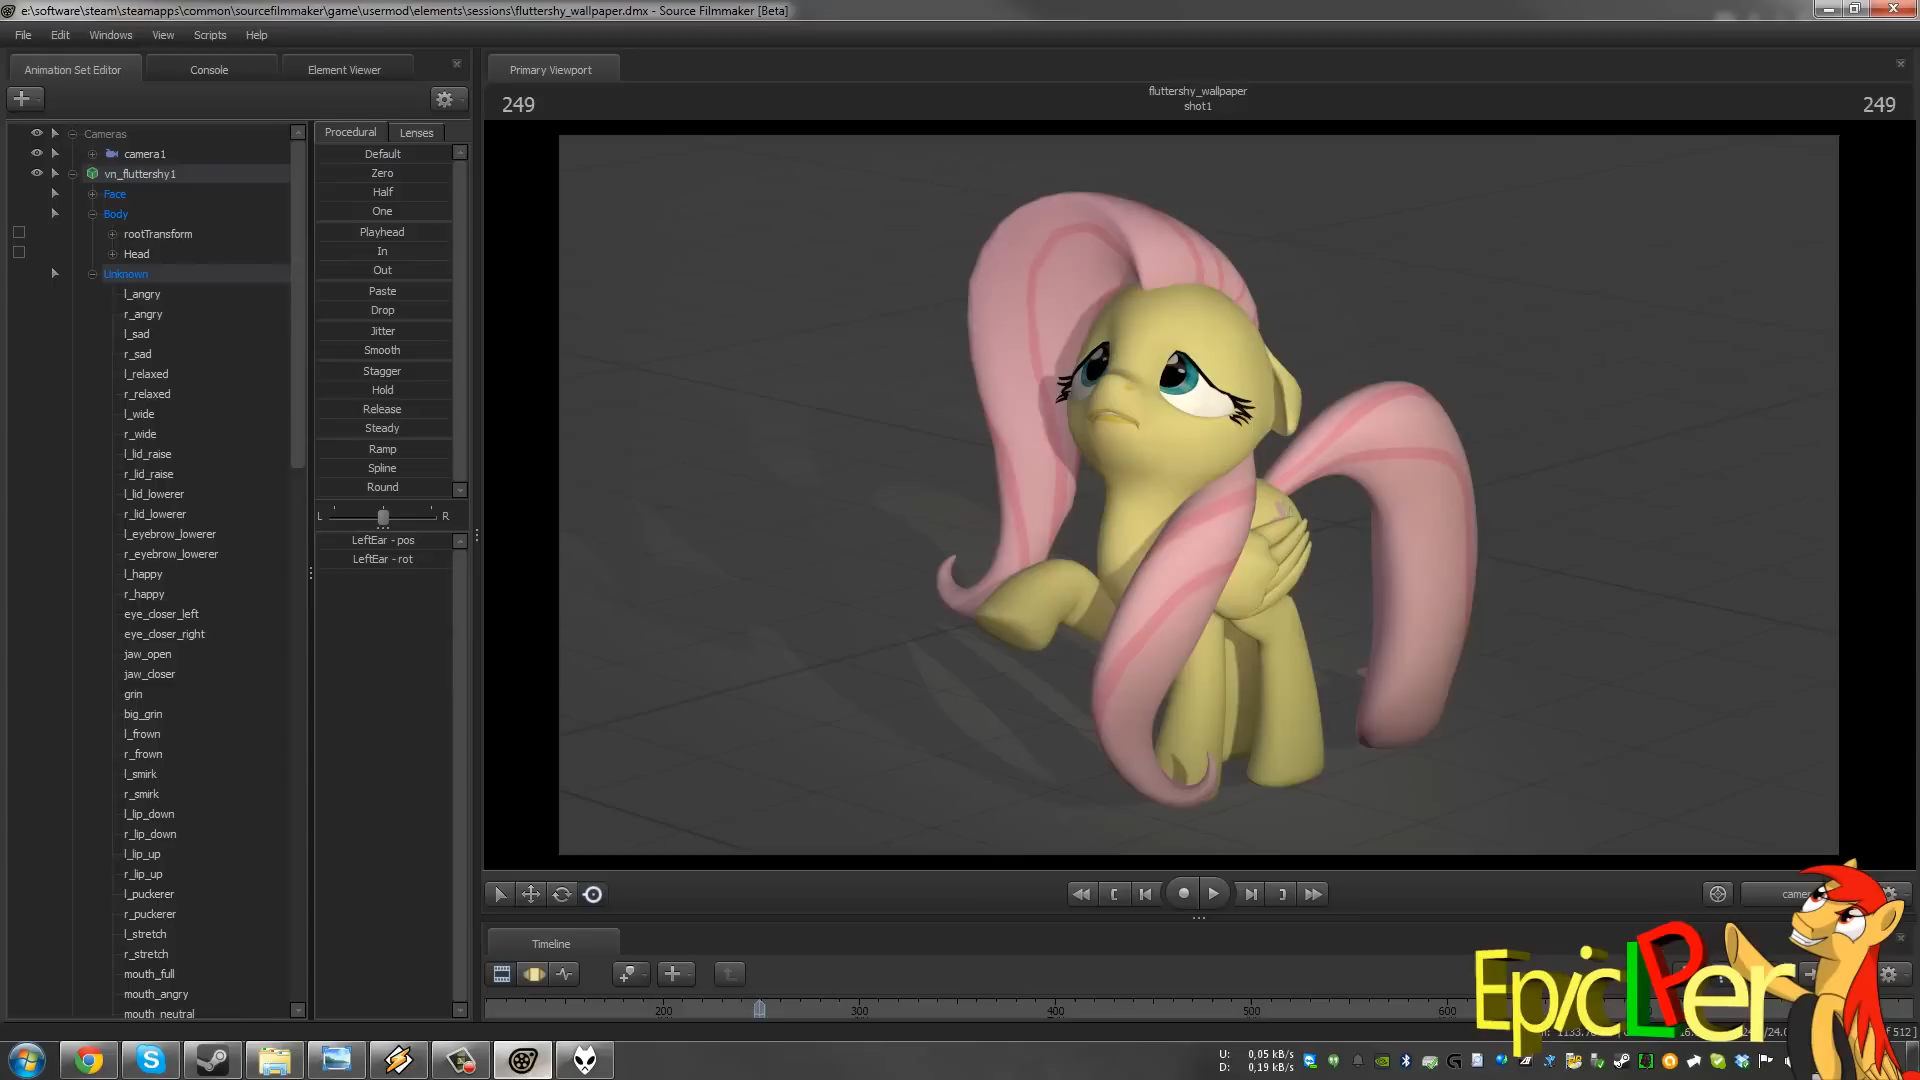 e:\software\steam\steamapps\common\sourcefilmmaker\game\usermod\elements\sessions\fluttershy_wallpaper.dmx - Source Filmmaker [Beta]
File Edit Windows View Scripts Help
Animation Set Editor Console Element Viewer
Primary Viewport
249
fluttershy_wallpaper
shot1
249
Cameras
camera1
vn_fluttershy1
Face
Body
rootTransform
Head
Unknown
l_angry
r_angry
l_sad
r_sad
l_relaxed
r_relaxed
l_wide
r_wide
l_lid_raise
r_lid_raise
l_lid_lowerer
r_lid_lowerer
l_eyebrow_lowerer
r_eyebrow_lowerer
l_happy
r_happy
eye_closer_left
eye_closer_right
jaw_open
jaw_closer
grin
big_grin
l_frown
r_frown
l_smirk
r_smirk
l_lip_down
r_lip_down
l_lip_up
r_lip_up
l_puckerer
r_puckerer
l_stretch
r_stretch
mouth_full
mouth_angry
mouth_neutral
Procedural Lenses
Default
Zero
Half
One
Playhead
In
Out
Paste
Drop
Jitter
Smooth
Stagger
Hold
Release
Steady
Ramp
Spline
Round
L R
LeftEar - pos
LeftEar - rot
Timeline
200 300 400 500 600
EpicLPer
U: 0,05 kB/s
D: 0,19 kB/s